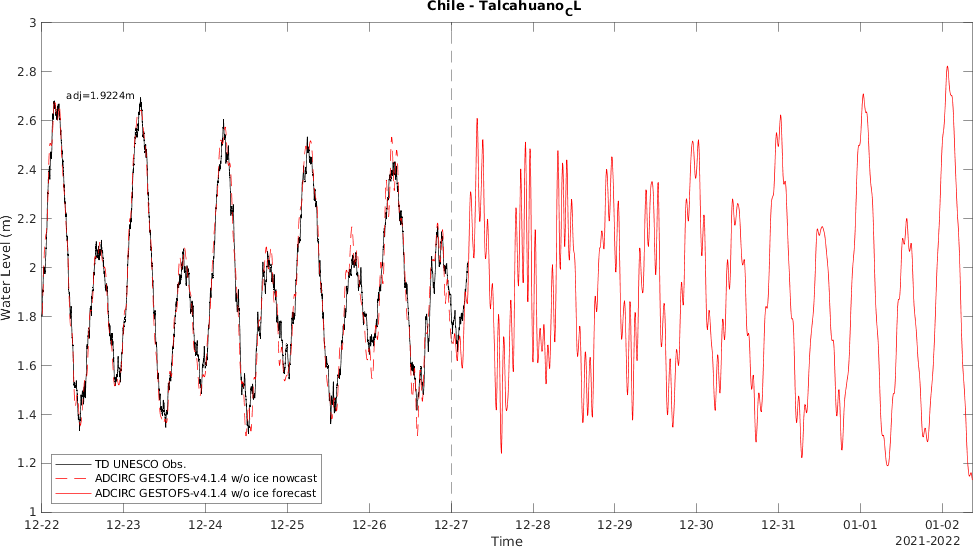 Chile - Talcahuano_CL
3
2.8
2.6
2.4
2.2
2
1.8
1.6
1.4
1.2
1
Water Level (m)
adj=1.9224m
TD UNESCO Obs.
ADCIRC GESTOFS-v4.1.4 w/o ice nowcast
ADCIRC GESTOFS-v4.1.4 w/o ice forecast
12-22 12-23 12-24 12-25 12-26 12-27 12-28 12-29 12-30 12-31 01-01 01-02
Time
2021-2022